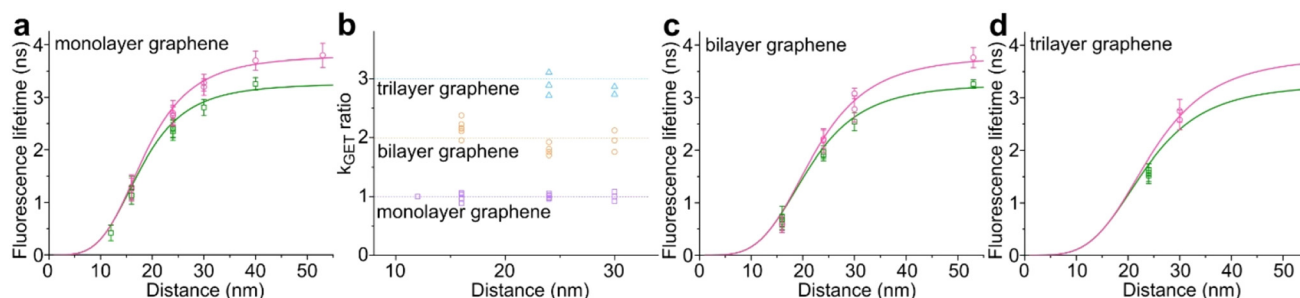 a
monolayer graphene
Fluorescence lifetime (ns)
4
3
2
1
0
0 10 20 30 40 50
Distance (nm)
b
trilayer graphene
bilayer graphene
monolayer graphene
kGET ratio
3
2
1
0
10 20 30
Distance (nm)
c
bilayer graphene
Fluorescence lifetime (ns)
4
3
2
1
0
0 10 20 30 40 50
Distance (nm)
d
trilayer graphene
Fluorescence lifetime (ns)
4
3
2
1
0
0 10 20 30 40 50
Distance (nm)